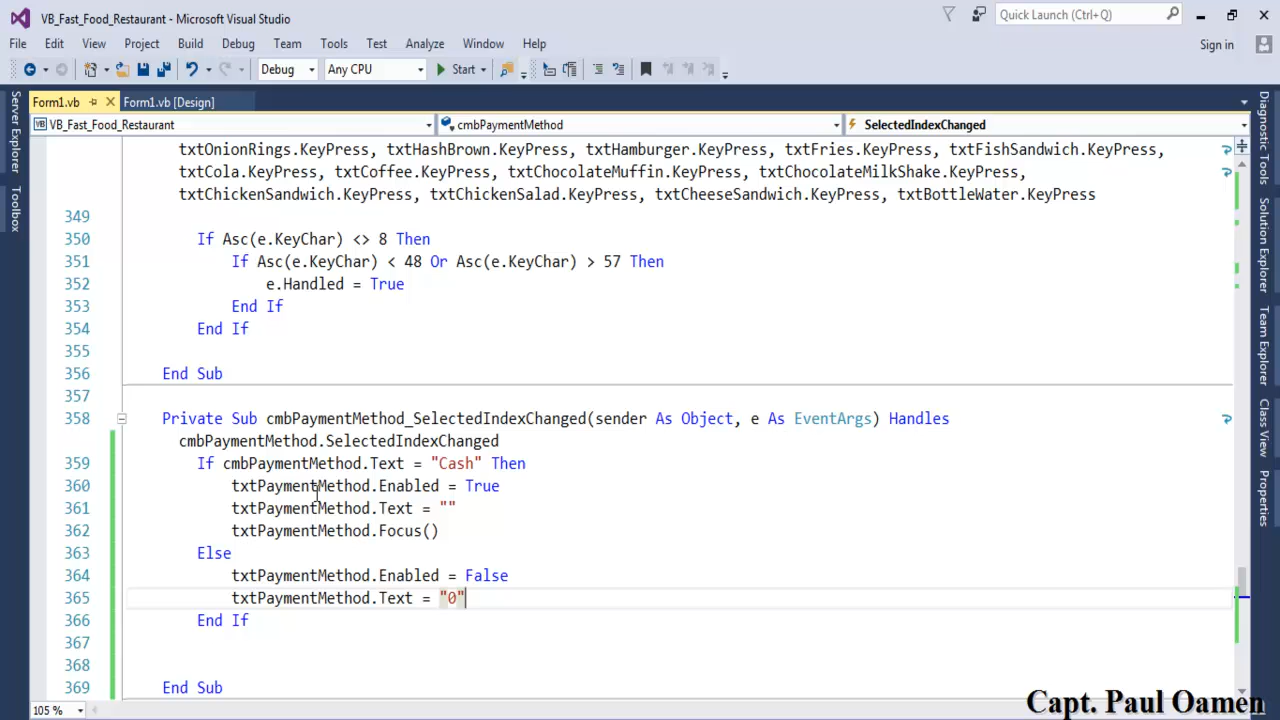 VB_Fast_Food_Restaurant - Microsoft Visual Studio
Quick Launch (Ctrl+Q)
File Edit View Project Build Debug Team Tools Test Analyze Window Help
Sign in
Debug Any CPU Start
Form1.vb Form1.vb [Design]
VB_Fast_Food_Restaurant cmbPaymentMethod SelectedIndexChanged
txtOnionRings.KeyPress, txtHashBrown.KeyPress, txtHamburger.KeyPress, txtFries.KeyPress, txtFishSandwich.KeyPress,
txtCola.KeyPress, txtCoffee.KeyPress, txtChocolateMuffin.KeyPress, txtChocolateMilkShake.KeyPress,
txtChickenSandwich.KeyPress, txtChickenSalad.KeyPress, txtCheeseSandwich.KeyPress, txtBottleWater.KeyPress
349
350 If Asc(e.KeyChar) <> 8 Then
351 If Asc(e.KeyChar) < 48 Or Asc(e.KeyChar) > 57 Then
352 e.Handled = True
353 End If
354 End If
355
356 End Sub
357
358 Private Sub cmbPaymentMethod_SelectedIndexChanged(sender As Object, e As EventArgs) Handles
cmbPaymentMethod.SelectedIndexChanged
359 If cmbPaymentMethod.Text = "Cash" Then
360 txtPaymentMethod.Enabled = True
361 txtPaymentMethod.Text = ""
362 txtPaymentMethod.Focus()
363 Else
364 txtPaymentMethod.Enabled = False
365 txtPaymentMethod.Text = "0"
366 End If
367
368
369 End Sub
105 %
Server Explorer
Toolbox
Diagnostic Tools
Solution Explorer
Team Explorer
Class View
Properties
Capt. Paul Oamen